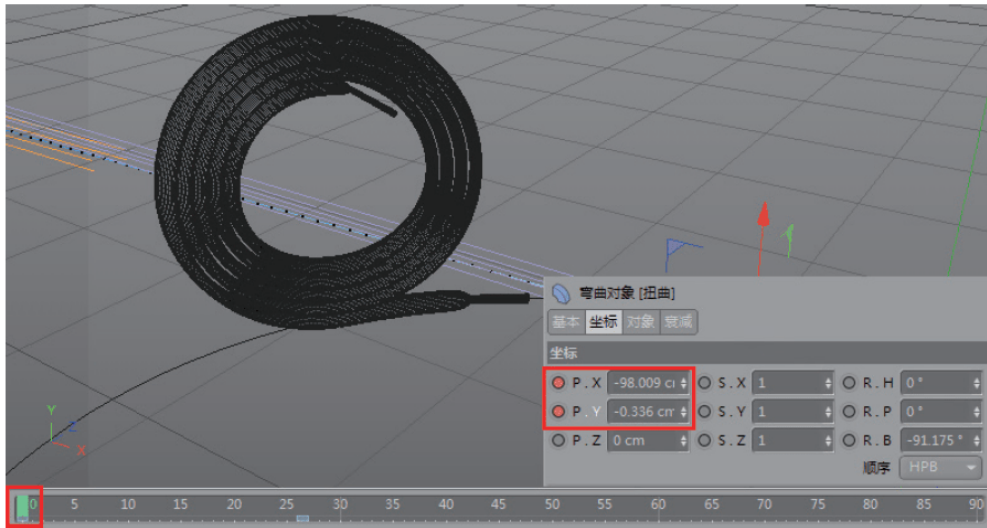 弯曲对象 [扭曲]
基本 坐标 对象 衰减
坐标
P . X -98.009 c S . X 1 R . H 0 °
P . Y -0.336 cm S . Y 1 R . P 0 °
P . Z 0 cm S . Z 1 R . B -91.175 °
顺序 HPB
Y
Z
X
0 5 10 15 20 25 30 35 40 45 50 55 60 65 70 75 80 85 90